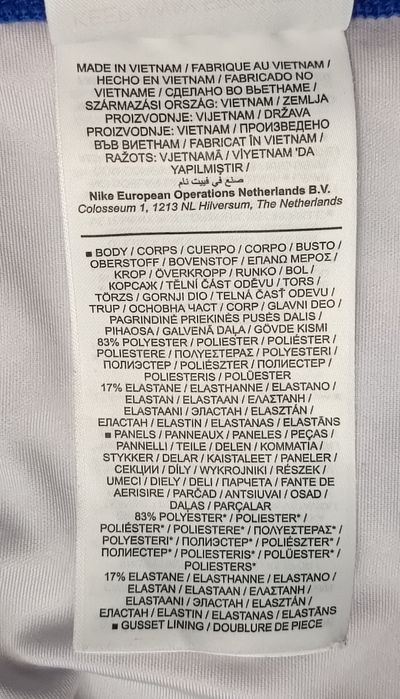 MADE IN VIETNAM / FABRIQUE AU VIETNAM /
HECHO EN VIETNAM / FABRICADO NO
VIETNAME / СДЕЛАНО ВО ВЬЕТНАМЕ /
SZÁRMAZÁSI ORSZÁG: VIETNAM / ZEMLJA
PROIZVODNJE: VIJETNAM / DRŽAVA
PROIZVODNJE: VIETNAM / ПРОИЗВЕДЕНО
ВЪВ ВИЕТНАМ / FABRICAT ÎN VIETNAM /
RAŽOTS: VJETNAMĀ / VİYETNAM 'DA
YAPILMIŞTIR /
صنع في فييت نام
Nike European Operations Netherlands B.V.
Colosseum 1, 1213 NL Hilversum, The Netherlands
■ BODY / CORPS / CUERPO / CORPO / BUSTO /
OBERSTOFF / BOVENSTOF / ΕΠΑΝΩ ΜΕΡΟΣ /
KROP / ÖVERKROPP / RUNKO / BOL /
КОРСАЖ / TĚLNÍ ČÁST ODĚVU / TORS /
TÖRZS / GORNJI DIO / TELNÁ ČASŤ ODEVU /
TRUP / ОСНОВНА ЧАСТ / CORP / GLAVNI DEO /
PAGRINDINĖ PRIEKINĖS PUSĖS DALIS /
PIHAOSA / GALVENĀ DAĻA / GÖVDE KISMI
83% POLYESTER / POLIESTER / POLIÉSTER /
POLIESTERE / ΠΟΛΥΕΣΤΕΡΑΣ / POLYESTERI /
ПОЛИЭСТЕР / POLIÉSZTER / ПОЛИЕСТЕР /
POLIESTERIS / POLÜESTER
17% ELASTANE / ELASTHANNE / ELASTANO /
ELASTAN / ELASTAAN / ΕΛΑΣΤΑΝΗ /
ELASTAANI / ЭЛАСТАН / ELASZTÁN /
ЕЛАСТАН / ELASTIN / ELASTANAS / ELASTĀNS
■ PANELS / PANNEAUX / PANELES / PEÇAS /
PANNELLI / TEILE / DELEN / ΚΟΜΜΑΤΙΑ /
STYKKER / DELAR / KAISTALEET / PANELER /
СЕКЦИИ / DÍLY / WYKROJNIKI / RÉSZEK /
UMECI / DIELY / DELI / ПАРЧЕТА / FANTE DE
AERISIRE / PARČAD / ANTSIUVAI / OSAD /
DAĻAS / PARÇALAR
83% POLYESTER* / POLIESTER* /
POLIÉSTER* / POLIESTERE* / ΠΟΛΥΕΣΤΕΡΑΣ* /
POLYESTERI* / ПОЛИЭСТЕР* / POLIÉSZTER* /
ПОЛИЕСТЕР* / POLIESTERIS* / POLÜESTER* /
POLIESTERS*
17% ELASTANE / ELASTHANNE / ELASTANO /
ELASTAN / ELASTAAN / ΕΛΑΣΤΑΝΗ /
ELASTAANI / ЭЛАСТАН / ELASZTÁN /
ЕЛАСТАН / ELASTIN / ELASTANAS / ELASTĀNS
■ GUSSET LINING / DOUBLURE DE PIECE